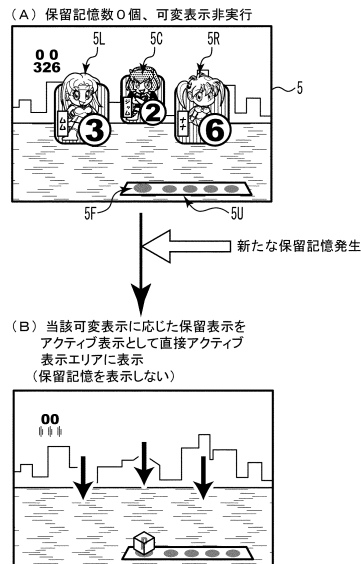 (A) 保留記憶数0個、可変表示非実行
5L 5C 5R
00
326
5
3 2 6
5F 5U
新たな保留記憶発生
(B) 当該可変表示に応じた保留表示を
アクティブ表示として直接アクティブ
表示エリアに表示
(保留記憶を表示しない)
00